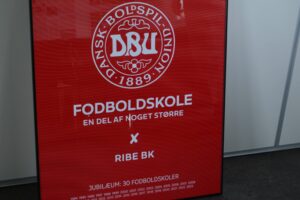 DANSK·BOLDSPIL-UNION
·1889·
DBU
FODBOLDSKOLE
EN DEL AF NOGET STØRRE
X
RIBE BK
JUBILÆUM: 30 FODBOLDSKOLER